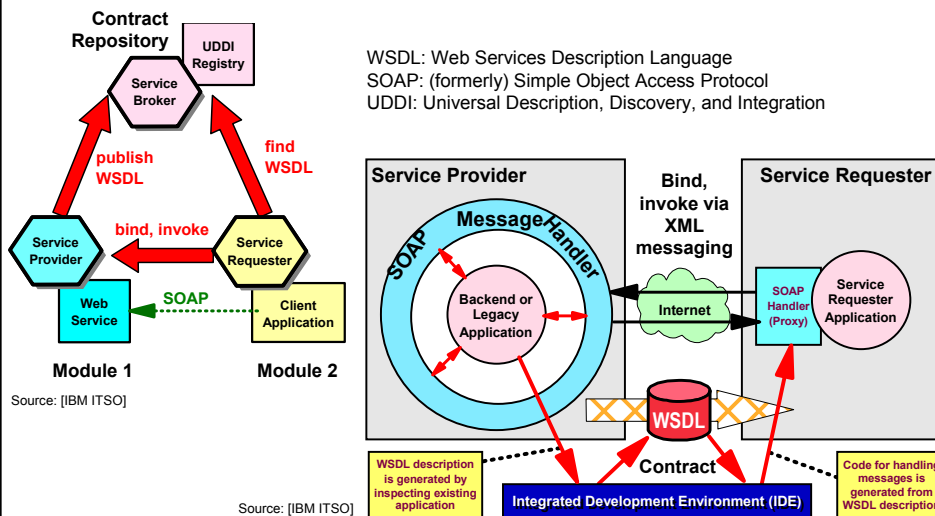 Contract
Repository
UDDI
Registry
Service
Broker
publish
WSDL
find
WSDL
bind, invoke
Service
Provider
Service
Requester
Web
Service
SOAP
Client
Application
Module 1
Module 2
Source: [IBM ITSO]
WSDL: Web Services Description Language
SOAP: (formerly) Simple Object Access Protocol
UDDI: Universal Description, Discovery, and Integration
Service Provider
SOAP Message Handler
Backend or
Legacy
Application
Bind,
invoke via
XML
messaging
Internet
Service Requester
SOAP
Handler
(Proxy)
Service
Requester
Application
WSDL
Contract
WSDL description
is generated by
inspecting existing
application
Integrated Development Environment (IDE)
Code for handling
messages is
generated from
WSDL description
Source: [IBM ITSO]